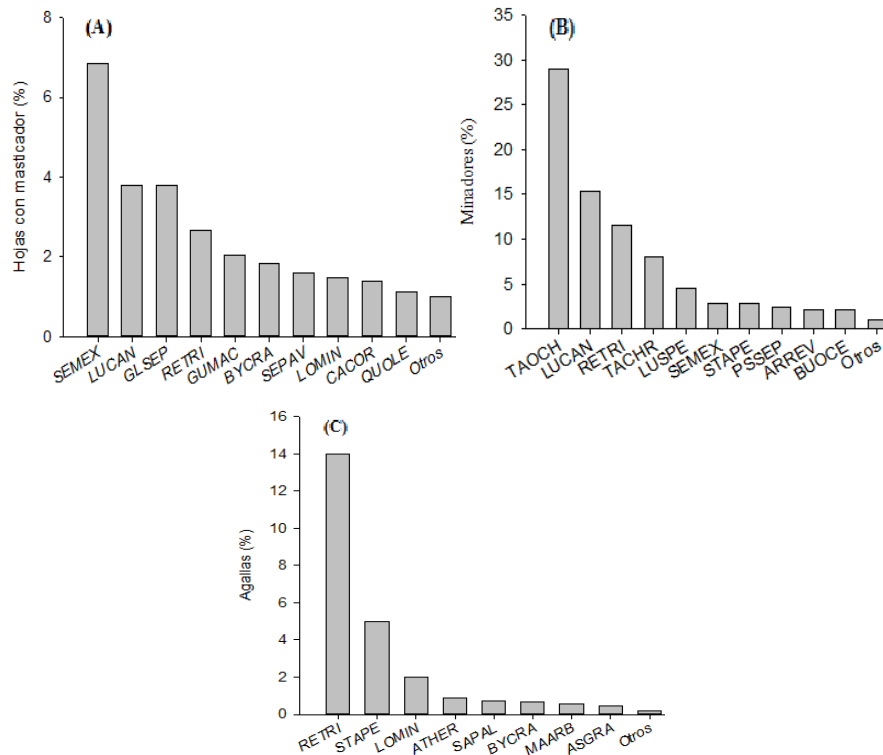 (A)
Hojas con masticador (%)
8
6
4
2
0
SEMEX LUCAN GLSEP RETRI GUMAC BYCRA SEPAV LOMIN CACOR QUOLE Otros
(B)
Minadores (%)
35
30
25
20
15
10
5
0
TAOCH LUCAN RETRI TACHR LUSPE SEMEX STAPE PSSEP ARREV BUOCE Otros
(C)
Agallas (%)
16
14
12
10
8
6
4
2
0
RETRI STAPE LOMIN ATHER SAPAL BYCRA MAARB ASGRA Otros